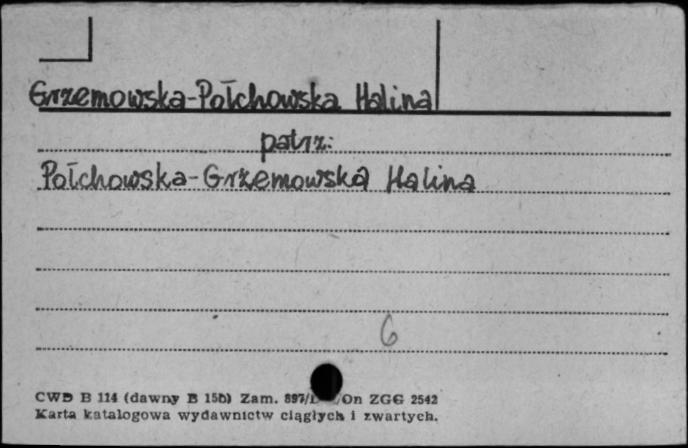 Grzemowska-Połchowska Halina
patrz:
Połchowska-Grzemowska Halina
6
CWD B 114 (dawny B 15b) Zam. 897/ /On ZGG 2542
Karta katalogowa wydawnictw ciągłych i zwartych.